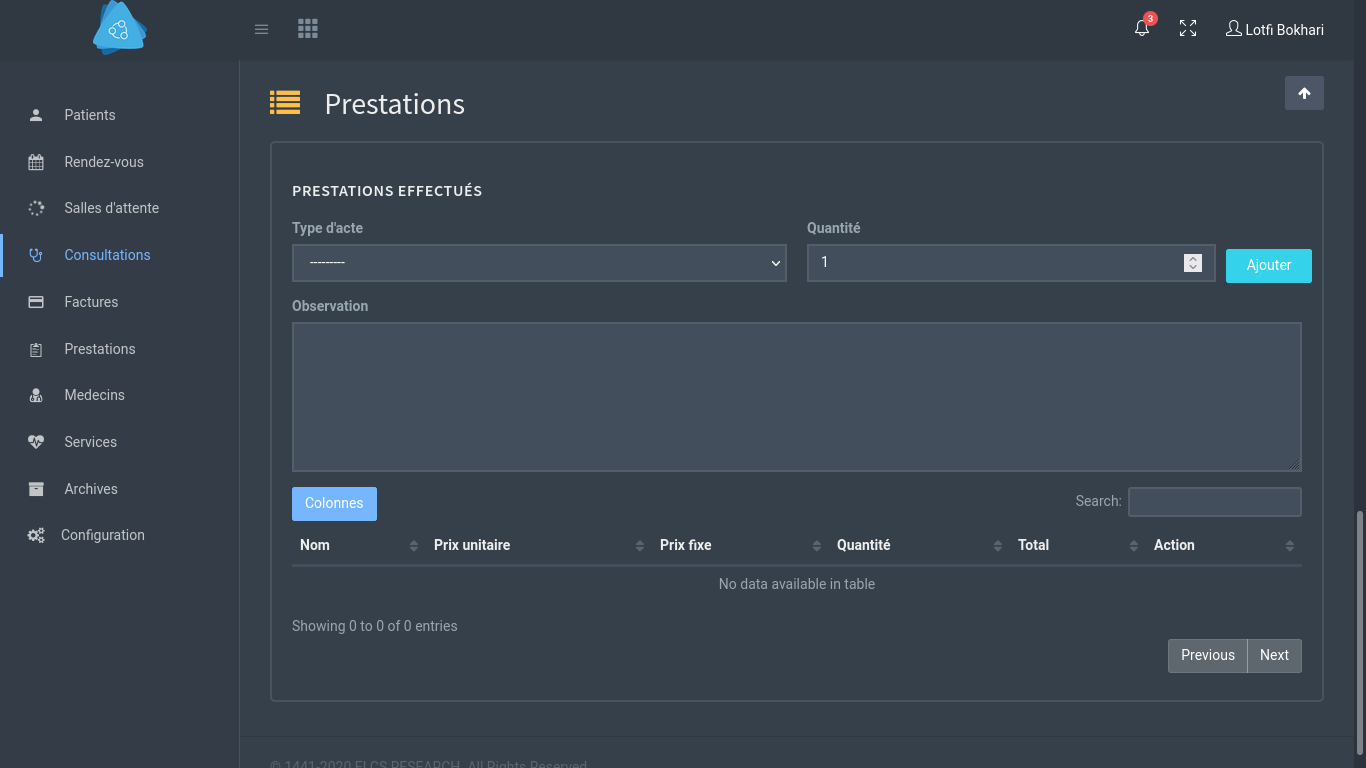 3
Lotfi Bokhari
Patients
Rendez-vous
Salles d'attente
Consultations
Factures
Prestations
Medecins
Services
Archives
Configuration
Prestations
PRESTATIONS EFFECTUÉS
Type d'acte
Quantité
---------
1
Ajouter
Observation
Colonnes
Search:
Nom Prix unitaire Prix fixe Quantité Total Action
No data available in table
Showing 0 to 0 of 0 entries
Previous Next
© 1441-2020 ELCS RESEARCH. All Rights Reserved